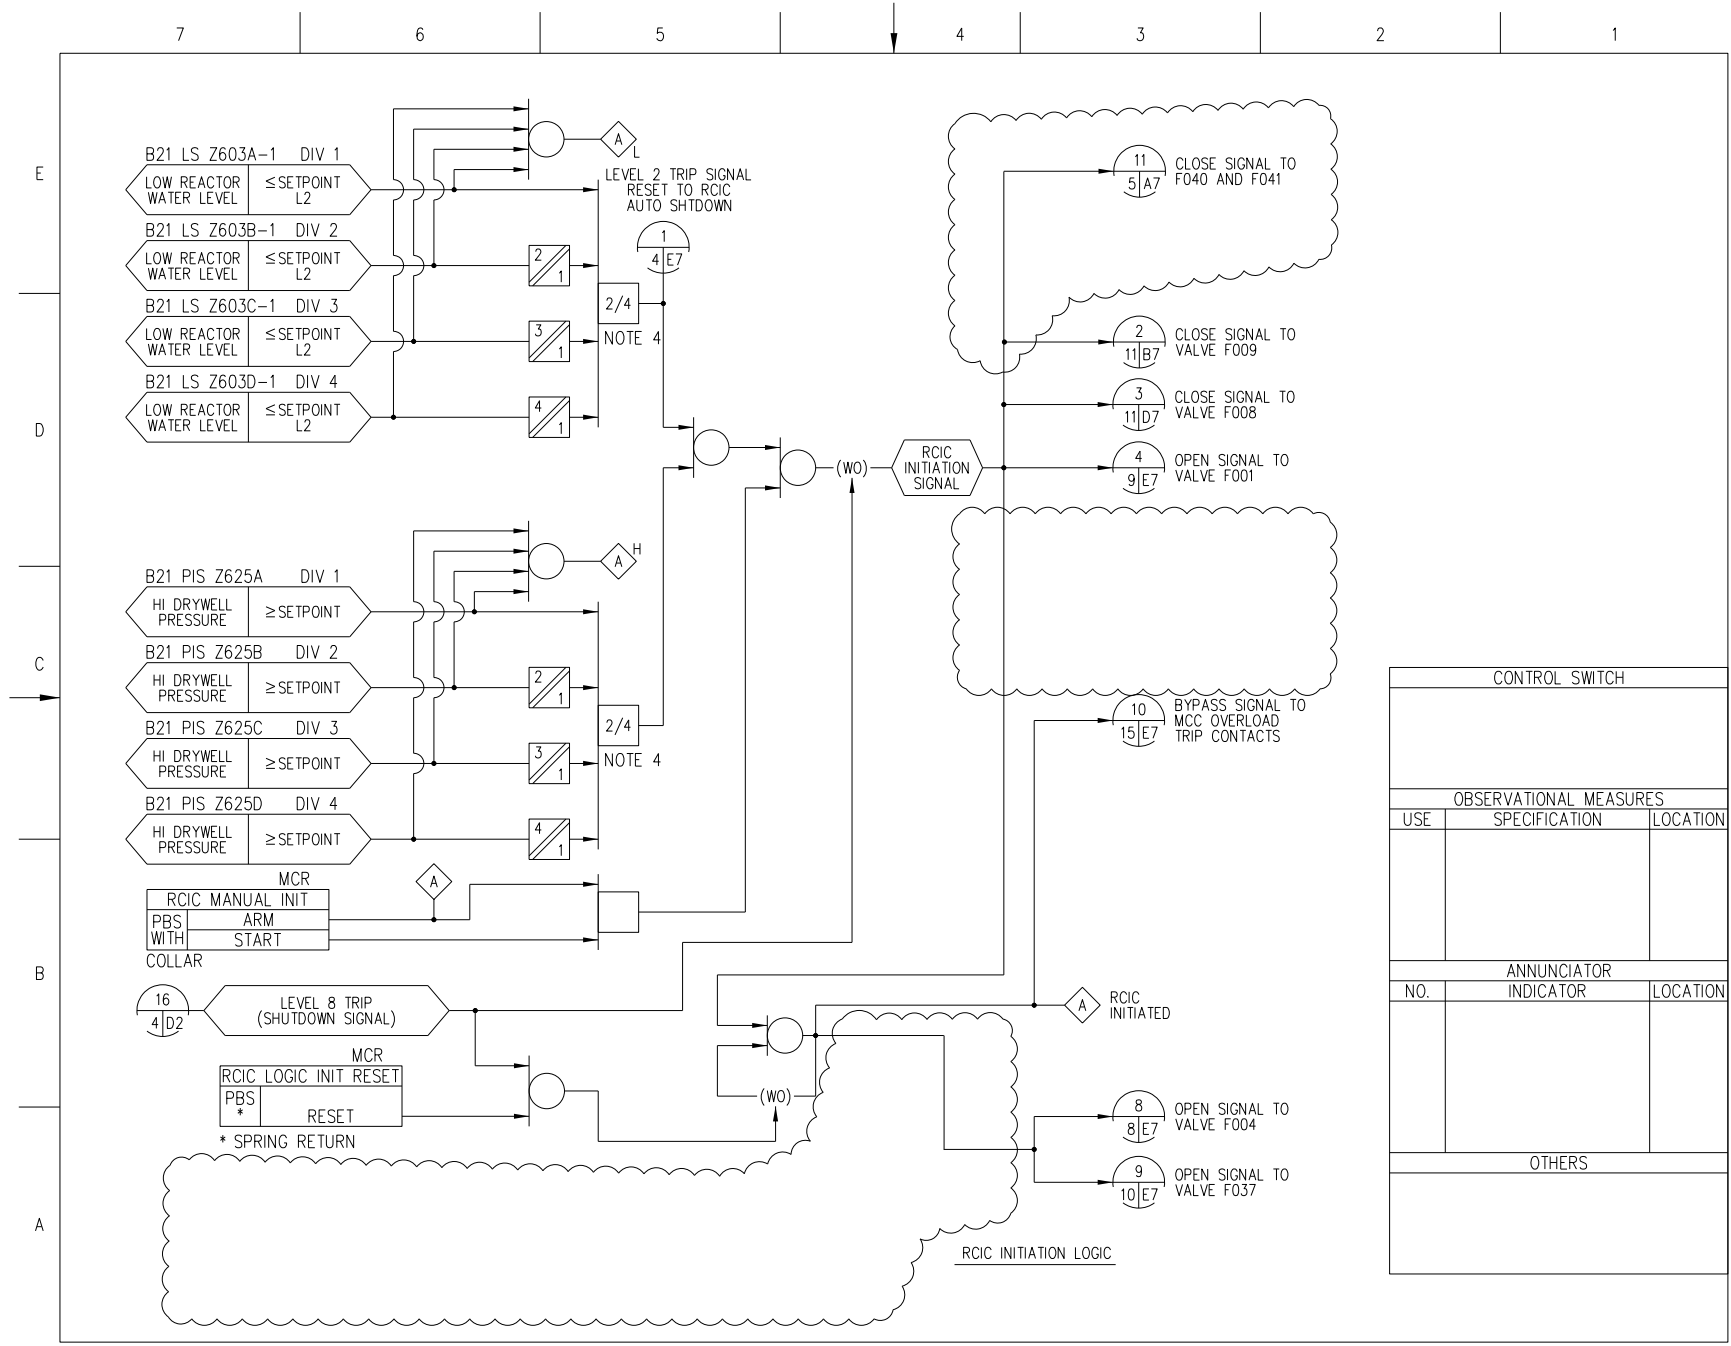 7 6 5 4 3 2 1
E
D
C
B
A
B21 LS Z603A-1 DIV 1
LOW REACTOR
WATER LEVEL
≤SETPOINT
L2
B21 LS Z603B-1 DIV 2
LOW REACTOR
WATER LEVEL
≤SETPOINT
L2
2
1
B21 LS Z603C-1 DIV 3
LOW REACTOR
WATER LEVEL
≤SETPOINT
L2
3
1
B21 LS Z603D-1 DIV 4
LOW REACTOR
WATER LEVEL
≤SETPOINT
L2
4
1
A
L
LEVEL 2 TRIP SIGNAL
RESET TO RCIC
AUTO SHTDOWN
1
4 E7
2/4
NOTE 4
B21 PIS Z625A DIV 1
HI DRYWELL
PRESSURE
≥SETPOINT
B21 PIS Z625B DIV 2
HI DRYWELL
PRESSURE
≥SETPOINT
2
1
B21 PIS Z625C DIV 3
HI DRYWELL
PRESSURE
≥SETPOINT
3
1
B21 PIS Z625D DIV 4
HI DRYWELL
PRESSURE
≥SETPOINT
4
1
A
H
2/4
NOTE 4
MCR
RCIC MANUAL INIT
PBS
WITH
ARM
START
COLLAR
A
16
4 D2
LEVEL 8 TRIP
(SHUTDOWN SIGNAL)
MCR
RCIC LOGIC INIT RESET
PBS
*
RESET
* SPRING RETURN
(WO)
RCIC
INITIATION
SIGNAL
(WO)
11
5 A7
CLOSE SIGNAL TO
F040 AND F041
2
11 B7
CLOSE SIGNAL TO
VALVE F009
3
11 D7
CLOSE SIGNAL TO
VALVE F008
4
9 E7
OPEN SIGNAL TO
VALVE F001
10
15 E7
BYPASS SIGNAL TO
MCC OVERLOAD
TRIP CONTACTS
A
RCIC
INITIATED
8
8 E7
OPEN SIGNAL TO
VALVE F004
9
10 E7
OPEN SIGNAL TO
VALVE F037
RCIC INITIATION LOGIC
CONTROL SWITCH
OBSERVATIONAL MEASURES
USE SPECIFICATION LOCATION
ANNUNCIATOR
NO. INDICATOR LOCATION
OTHERS